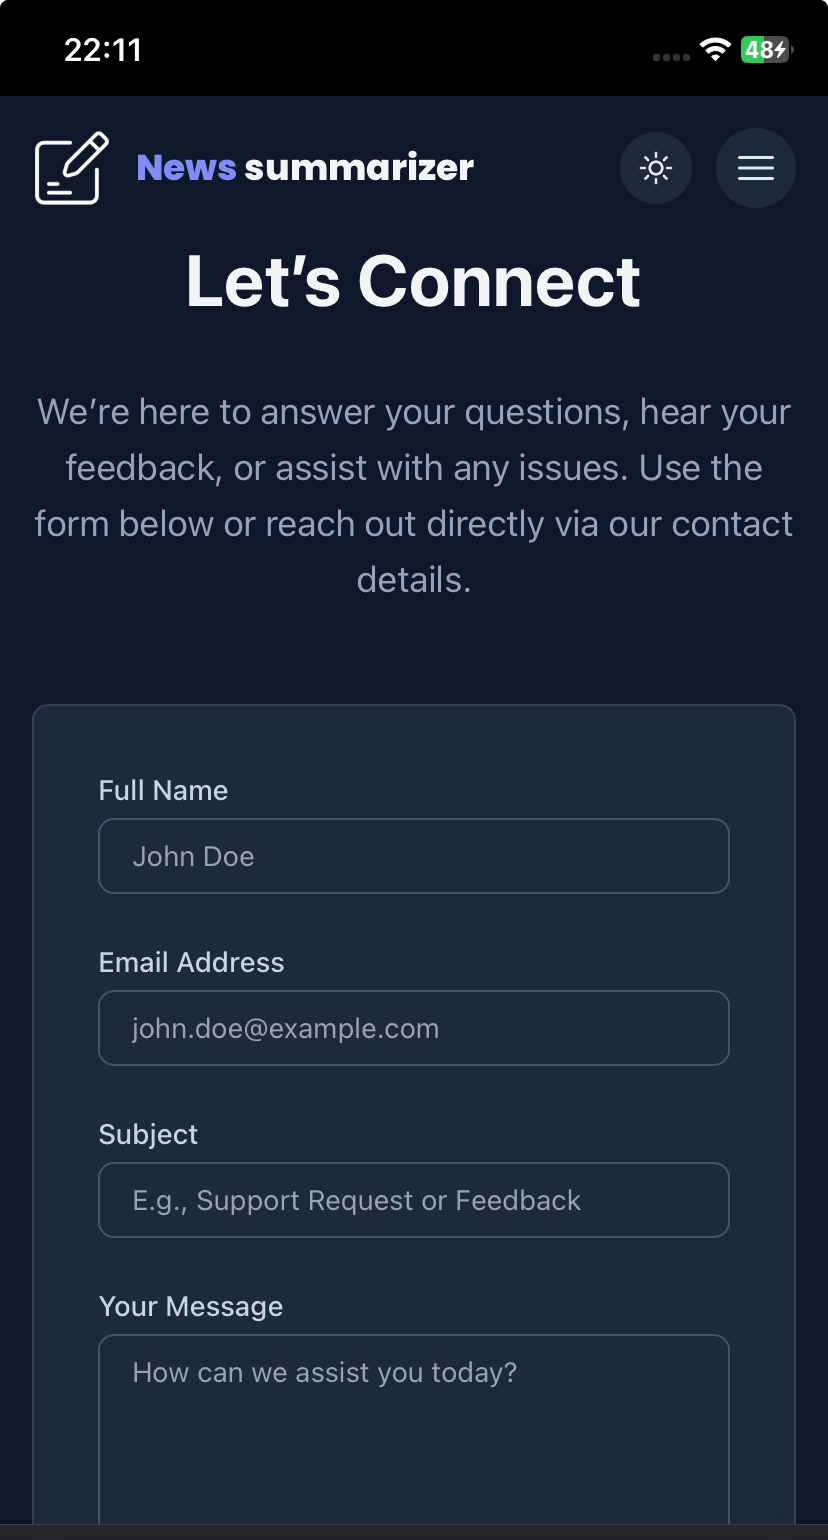 22:11
48
News summarizer
Let’s Connect
We’re here to answer your questions, hear your
feedback, or assist with any issues. Use the
form below or reach out directly via our contact
details.
Full Name
John Doe
Email Address
john.doe@example.com
Subject
E.g., Support Request or Feedback
Your Message
How can we assist you today?